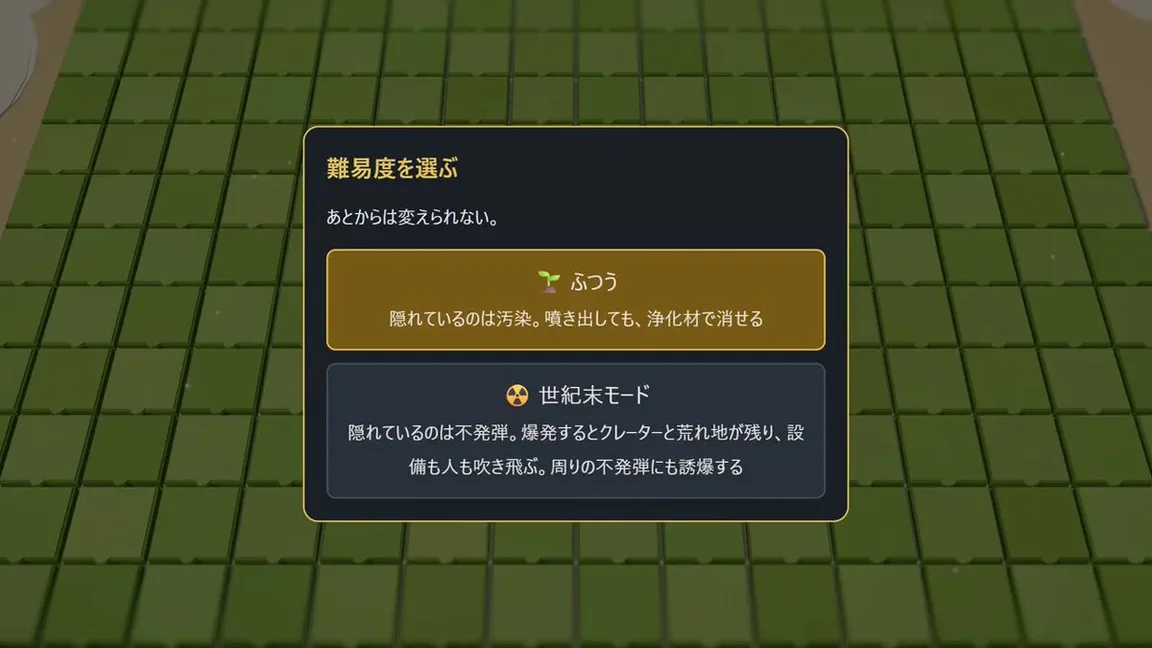 難易度を選ぶ
あとからは変えられない。
🌱 ふつう
隠れているのは汚染。噴き出しても、浄化材で消せる
☢ 世紀末モード
隠れているのは不発弾。爆発するとクレーターと荒れ地が残り、設
備も人も吹き飛ぶ。周りの不発弾にも誘爆する